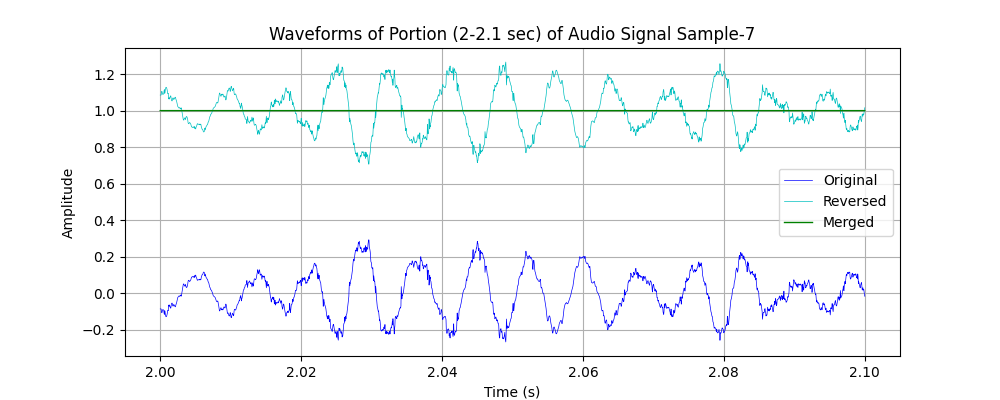 Waveforms of Portion (2-2.1 sec) of Audio Signal Sample-7
Amplitude
1.2
1.0
0.8
0.6
0.4
0.2
0.0
−0.2
Original
Reversed
Merged
2.00 2.02 2.04 2.06 2.08 2.10
Time (s)